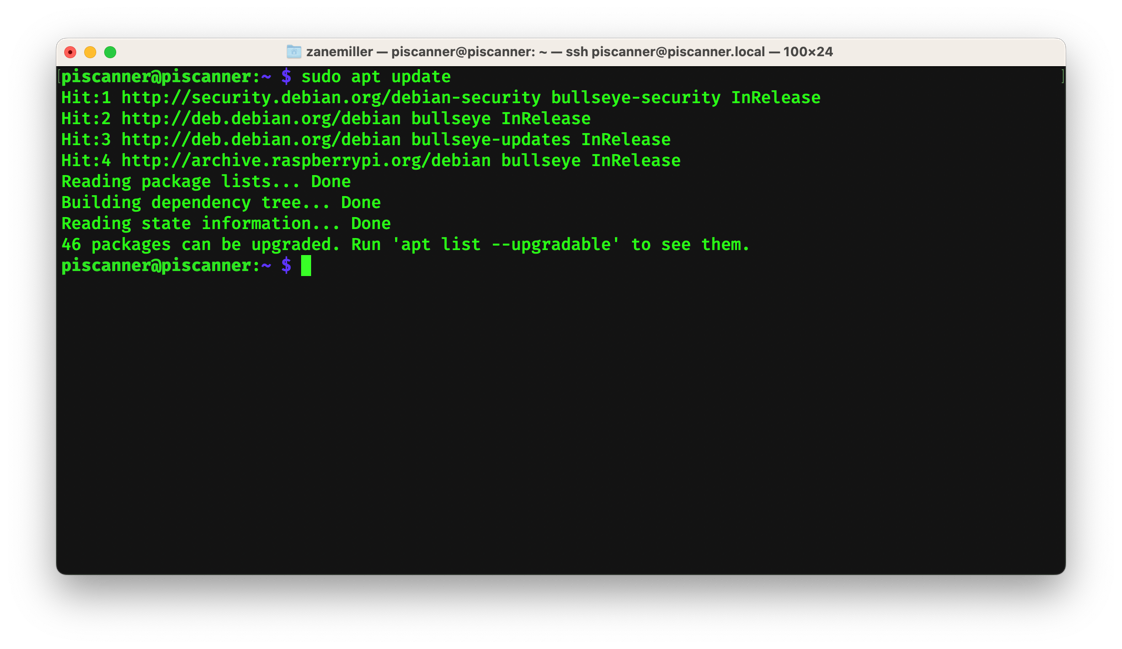 zanemiller — piscanner@piscanner: ~ — ssh piscanner@piscanner.local — 100×24
[piscanner@piscanner:~ $ sudo apt update ]
Hit:1 http://security.debian.org/debian-security bullseye-security InRelease
Hit:2 http://deb.debian.org/debian bullseye InRelease
Hit:3 http://deb.debian.org/debian bullseye-updates InRelease
Hit:4 http://archive.raspberrypi.org/debian bullseye InRelease
Reading package lists... Done
Building dependency tree... Done
Reading state information... Done
46 packages can be upgraded. Run 'apt list --upgradable' to see them.
piscanner@piscanner:~ $